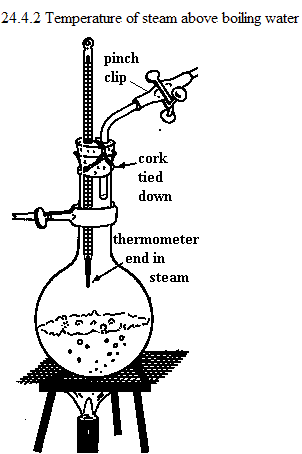 24.4.2 Temperature of steam above boiling water
pinch
clip
cork
tied
down
thermometer
end in
steam